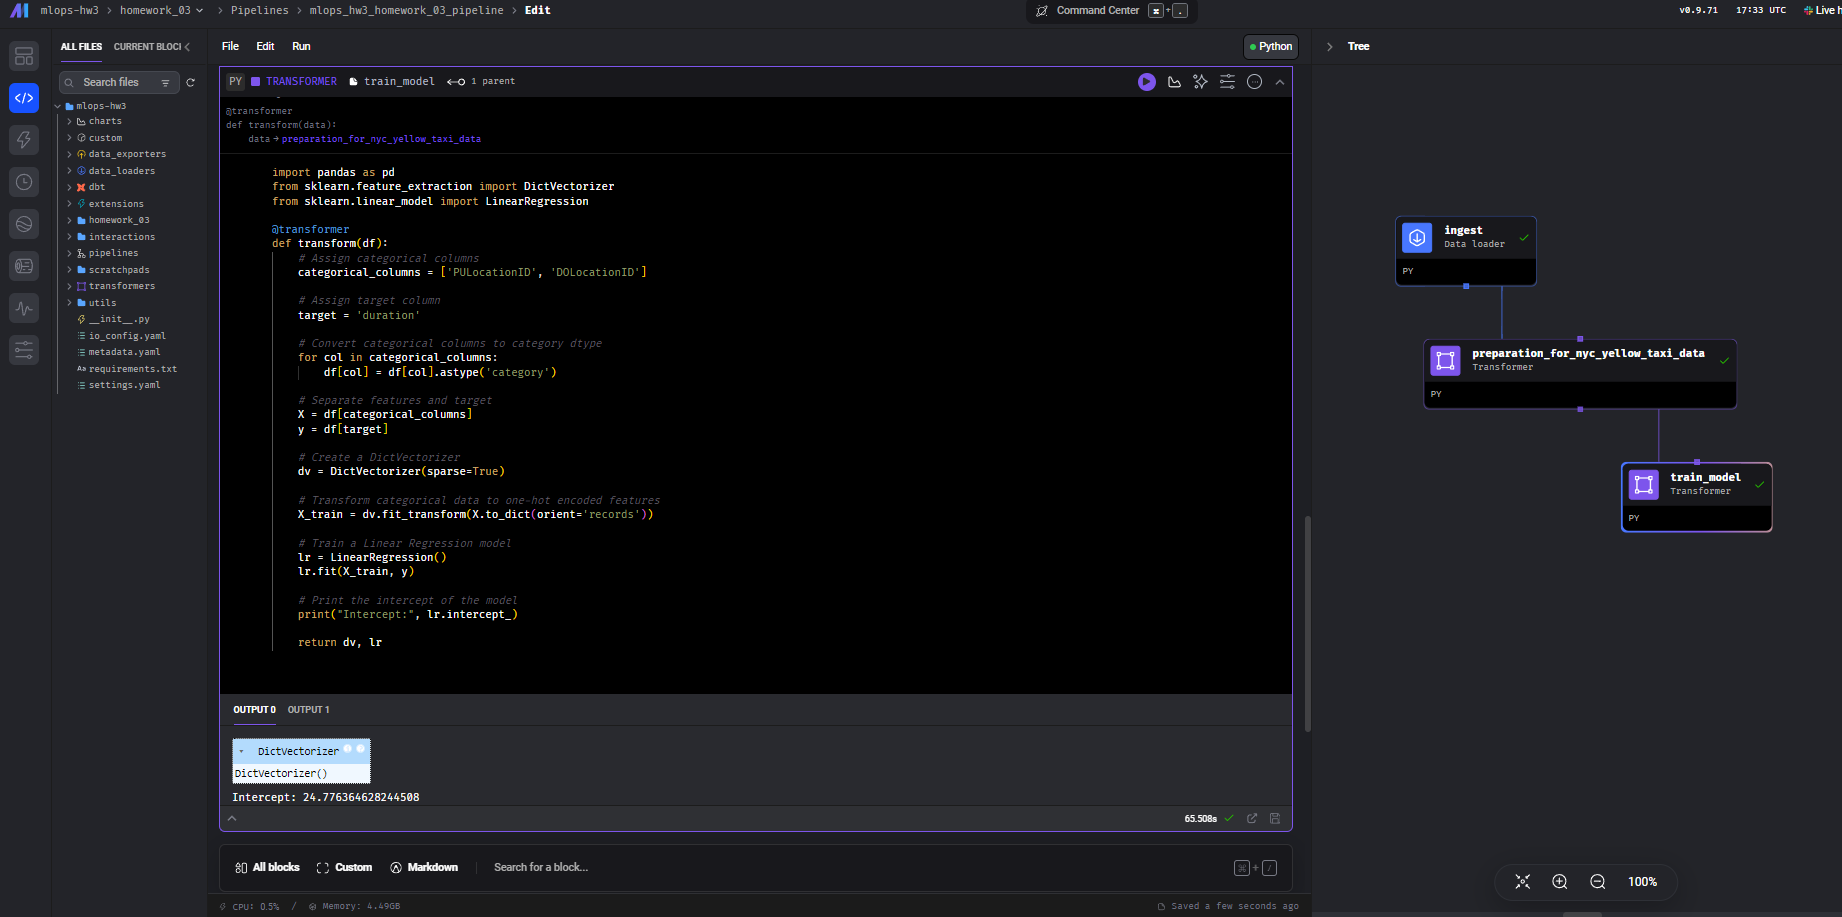 mlops-hw3 > homework_03 > Pipelines > mlops_hw3_homework_03_pipeline > Edit
Command Center ⌘ + .
v0.9.71 17:33 UTC Live h
ALL FILES CURRENT BLOCK
File Edit Run
Python
Tree
Search files
mlops-hw3
charts
custom
data_exporters
data_loaders
dbt
extensions
homework_03
interactions
pipelines
scratchpads
transformers
utils
__init__.py
io_config.yaml
metadata.yaml
Aa requirements.txt
settings.yaml
PY TRANSFORMER train_model 1 parent
@transformer
def transform(data):
data → preparation_for_nyc_yellow_taxi_data
import pandas as pd
from sklearn.feature_extraction import DictVectorizer
from sklearn.linear_model import LinearRegression
@transformer
def transform(df):
# Assign categorical columns
categorical_columns = ['PULocationID', 'DOLocationID']
# Assign target column
target = 'duration'
# Convert categorical columns to category dtype
for col in categorical_columns:
df[col] = df[col].astype('category')
# Separate features and target
X = df[categorical_columns]
y = df[target]
# Create a DictVectorizer
dv = DictVectorizer(sparse=True)
# Transform categorical data to one-hot encoded features
X_train = dv.fit_transform(X.to_dict(orient='records'))
# Train a Linear Regression model
lr = LinearRegression()
lr.fit(X_train, y)
# Print the intercept of the model
print("Intercept:", lr.intercept_)
return dv, lr
OUTPUT 0 OUTPUT 1
DictVectorizer
DictVectorizer()
Intercept: 24.776364628244508
65.508s
All blocks Custom Markdown Search for a block... ⌘ + /
CPU: 0.5% / Memory: 4.49GB
Saved a few seconds ago
ingest
Data loader
PY
preparation_for_nyc_yellow_taxi_data
Transformer
PY
train_model
Transformer
PY
100%